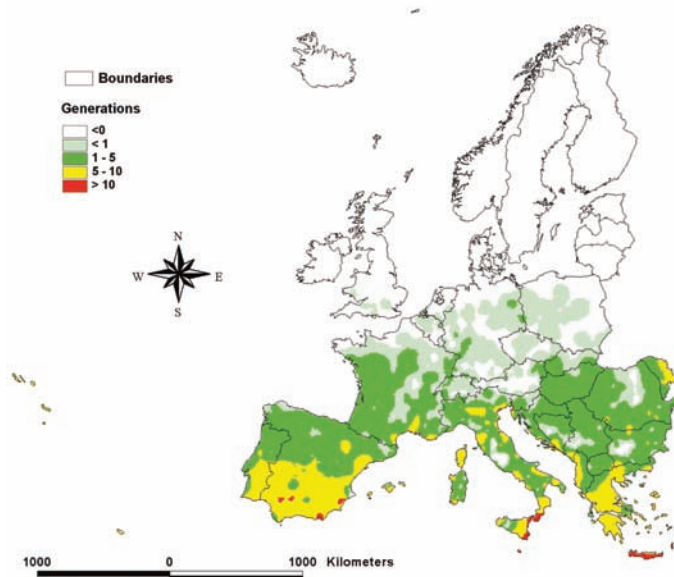 Boundaries
Generations
<0
< 1
1 - 5
5 - 10
> 10
N
W E
S
1000 0 1000 Kilometers